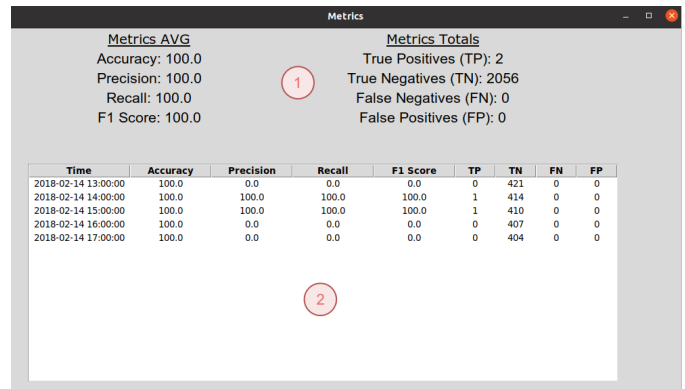 Metrics
Metrics AVG
Accuracy: 100.0
Precision: 100.0
Recall: 100.0
F1 Score: 100.0
1
Metrics Totals
True Positives (TP): 2
True Negatives (TN): 2056
False Negatives (FN): 0
False Positives (FP): 0
Time Accuracy Precision Recall F1 Score TP TN FN FP
2018-02-14 13:00:00 100.0 0.0 0.0 0.0 0 421 0 0
2018-02-14 14:00:00 100.0 100.0 100.0 100.0 1 414 0 0
2018-02-14 15:00:00 100.0 100.0 100.0 100.0 1 410 0 0
2018-02-14 16:00:00 100.0 0.0 0.0 0.0 0 407 0 0
2018-02-14 17:00:00 100.0 0.0 0.0 0.0 0 404 0 0
2